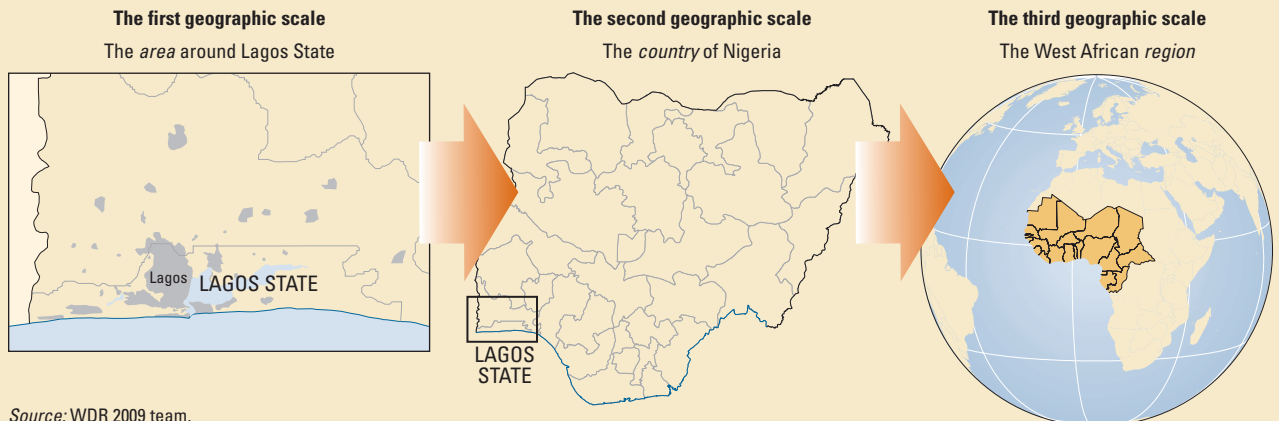 The first geographic scale
The area around Lagos State
Lagos
LAGOS STATE
The second geographic scale
The country of Nigeria
LAGOS
STATE
The third geographic scale
The West African region
Source: WDR 2009 team.